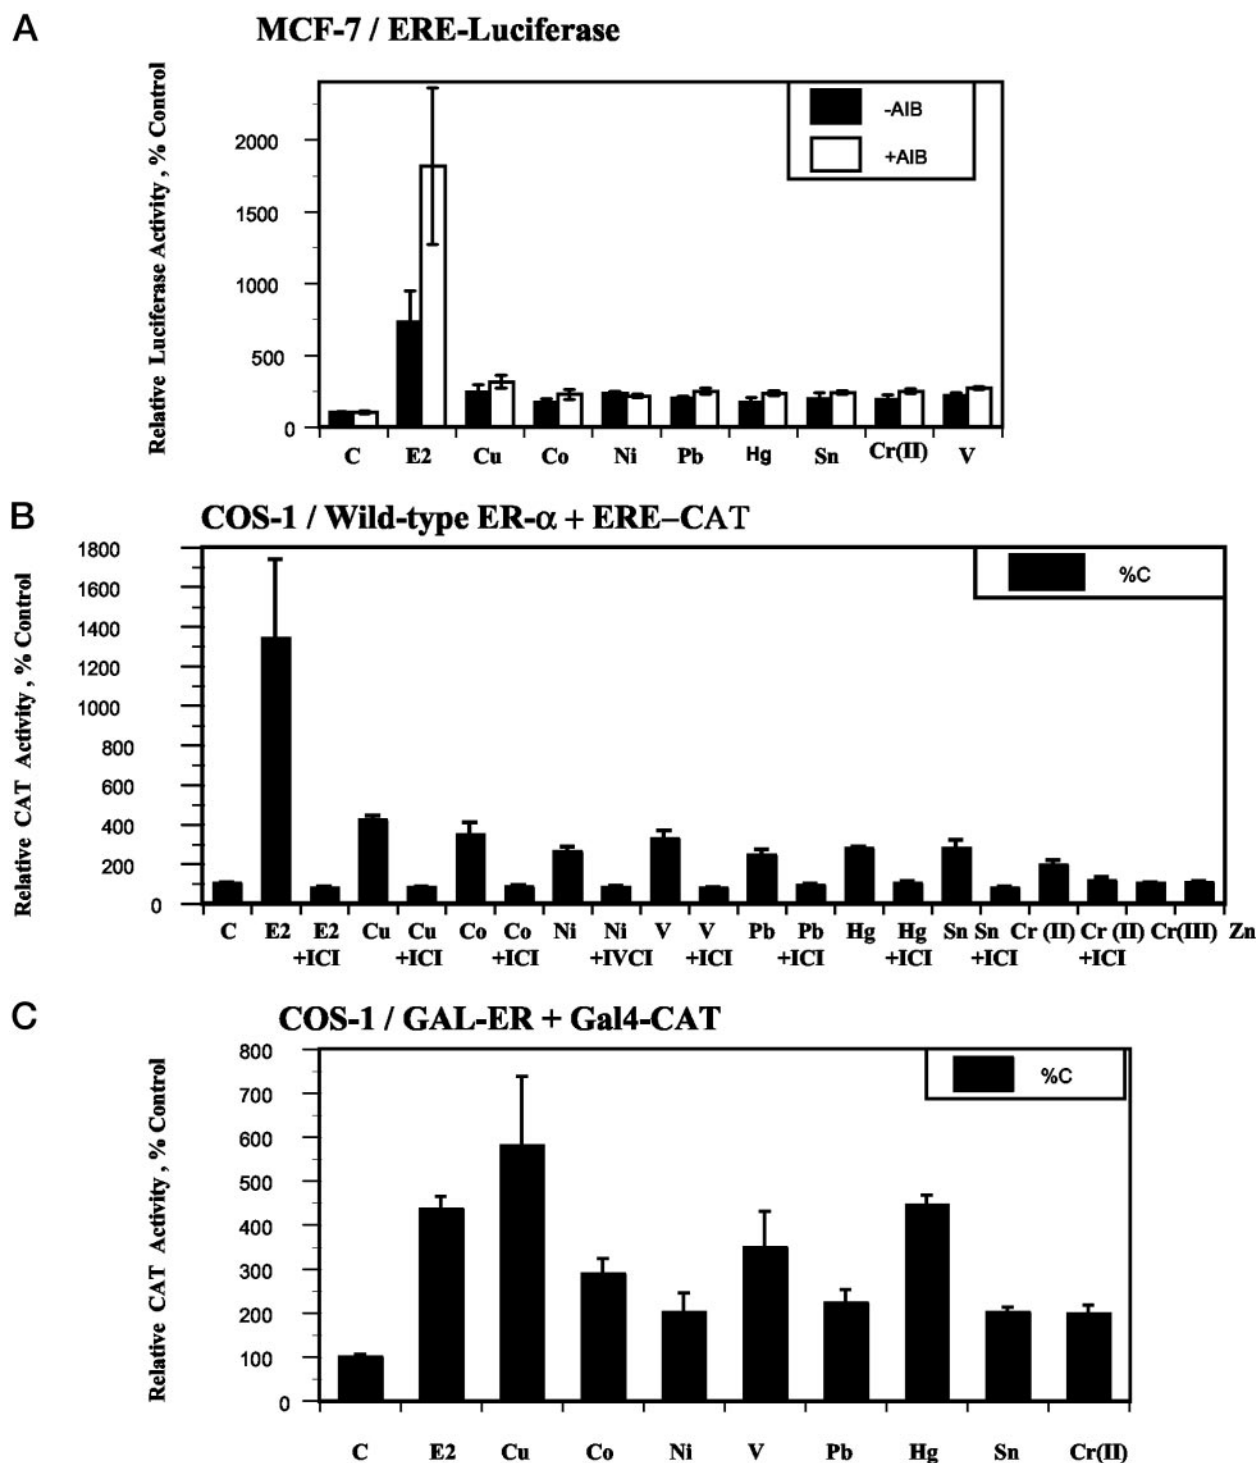 A
MCF-7 / ERE-Luciferase
Relative Luciferase Activity , % Control
2000
1500
1000
500
0
-AIB
+AIB
C E2 Cu Co Ni Pb Hg Sn Cr(II) V
B
COS-1 / Wild-type ER-α + ERE–CAT
Relative CAT Activity , % Control
1800
1600
1400
1200
1000
800
600
400
200
0
%C
C E2 E2 Cu Cu Co Co Ni Ni V V Pb Pb Hg Hg Sn Sn Cr (II) Cr (II) Cr(III) Zn
+ICI +ICI +ICI +IVCI +ICI +ICI +ICI +ICI +ICI
C
COS-1 / GAL-ER + Gal4-CAT
Relative CAT Activity , % Control
800
700
600
500
400
300
200
100
0
%C
C E2 Cu Co Ni V Pb Hg Sn Cr(II)